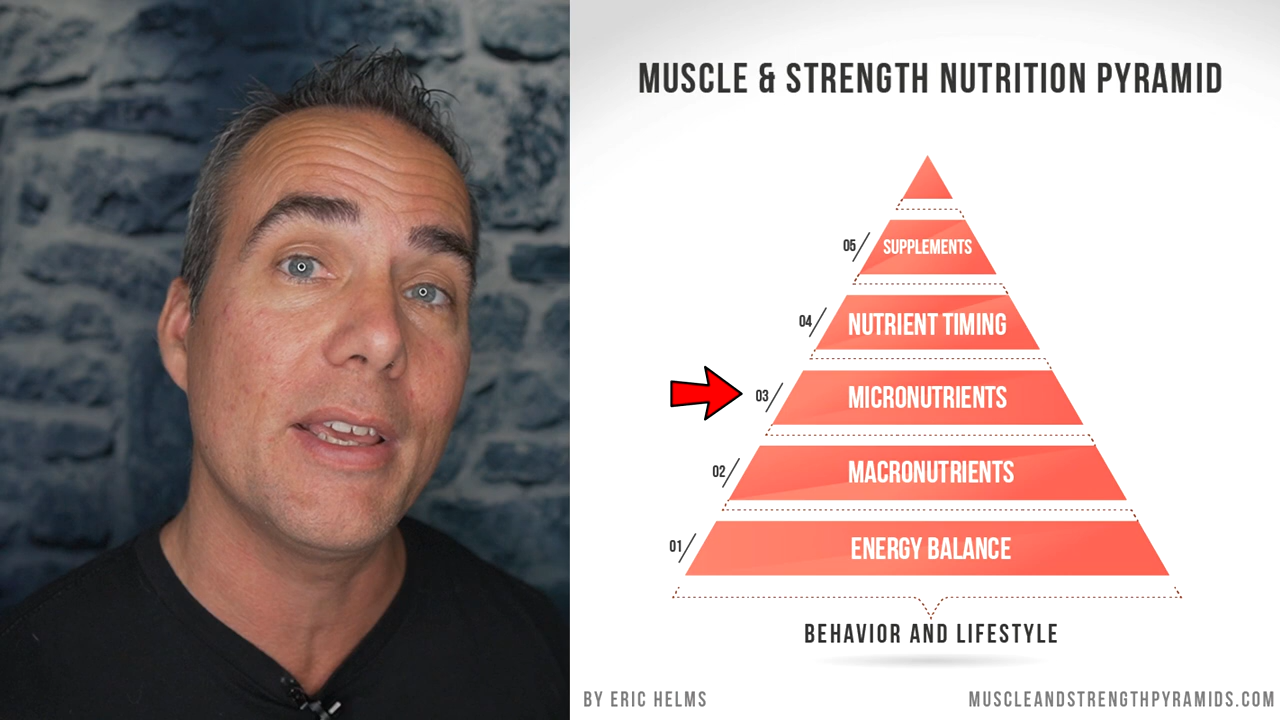 MUSCLE & STRENGTH NUTRITION PYRAMID
05 SUPPLEMENTS
04 NUTRIENT TIMING
03 MICRONUTRIENTS
02 MACRONUTRIENTS
01 ENERGY BALANCE
BEHAVIOR AND LIFESTYLE
BY ERIC HELMS
MUSCLEANDSTRENGTHPYRAMIDS.COM